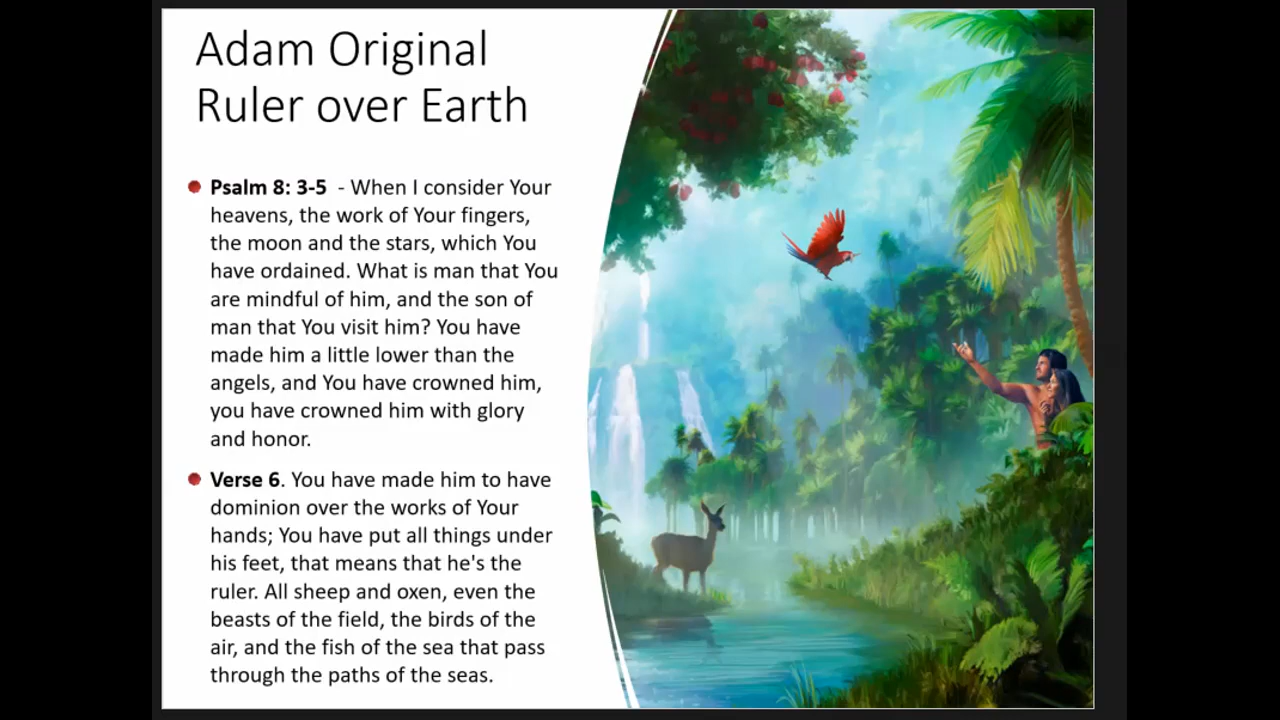 Adam Original
Ruler over Earth
Psalm 8: 3-5 - When I consider Your
heavens, the work of Your fingers,
the moon and the stars, which You
have ordained. What is man that You
are mindful of him, and the son of
man that You visit him? You have
made him a little lower than the
angels, and You have crowned him,
you have crowned him with glory
and honor.
Verse 6. You have made him to have
dominion over the works of Your
hands; You have put all things under
his feet, that means that he's the
ruler. All sheep and oxen, even the
beasts of the field, the birds of the
air, and the fish of the sea that pass
through the paths of the seas.